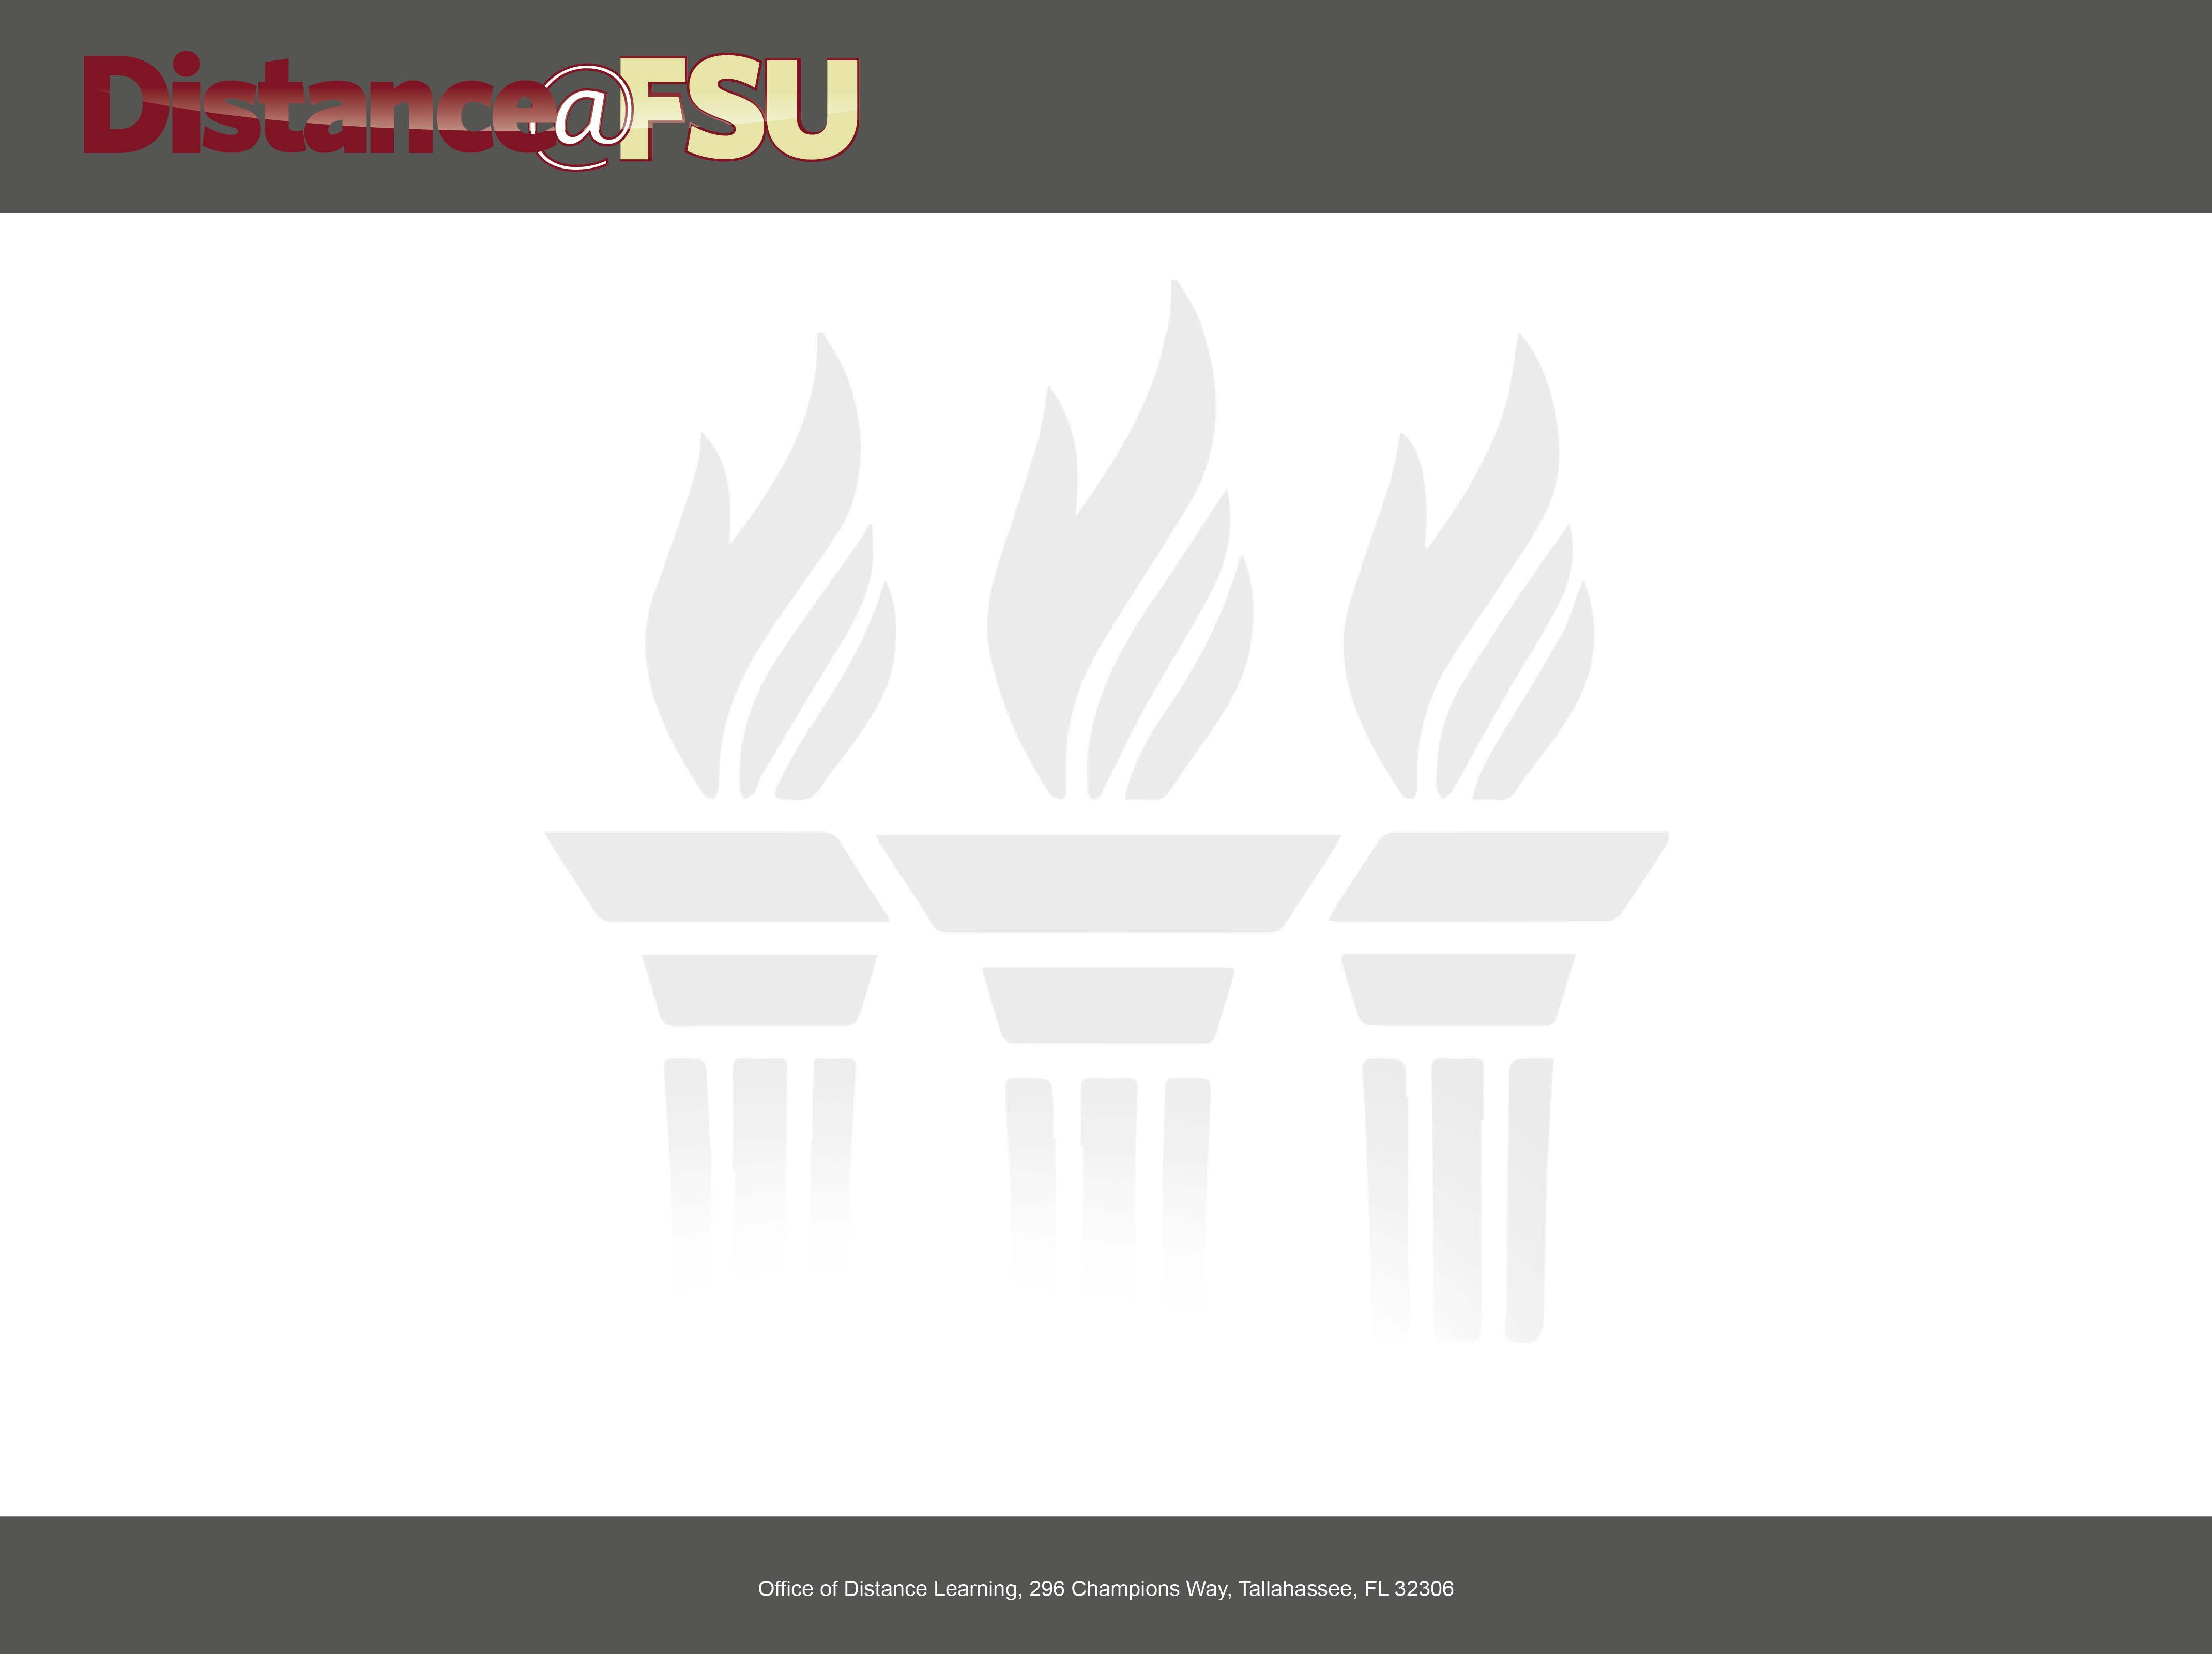 Distance@FSU
Office of Distance Learning, 296 Champions Way, Tallahassee, FL 32306